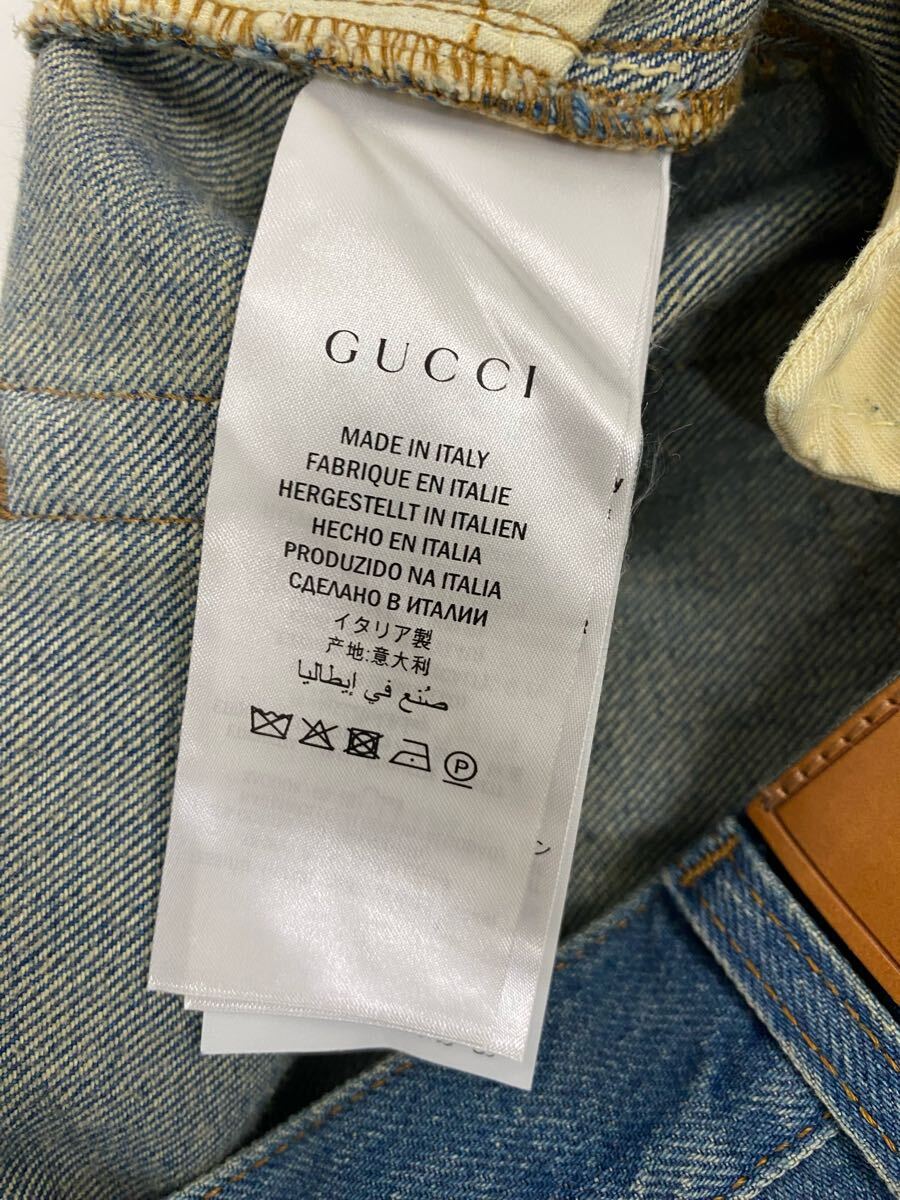 GUCCI
MADE IN ITALY
FABRIQUE EN ITALIE
HERGESTELLT IN ITALIEN
HECHO EN ITALIA
PRODUZIDO NA ITALIA
СДЕЛАНО В ИТАЛИИ
イタリア製
产地:意大利
صُنع في إيطاليا
P